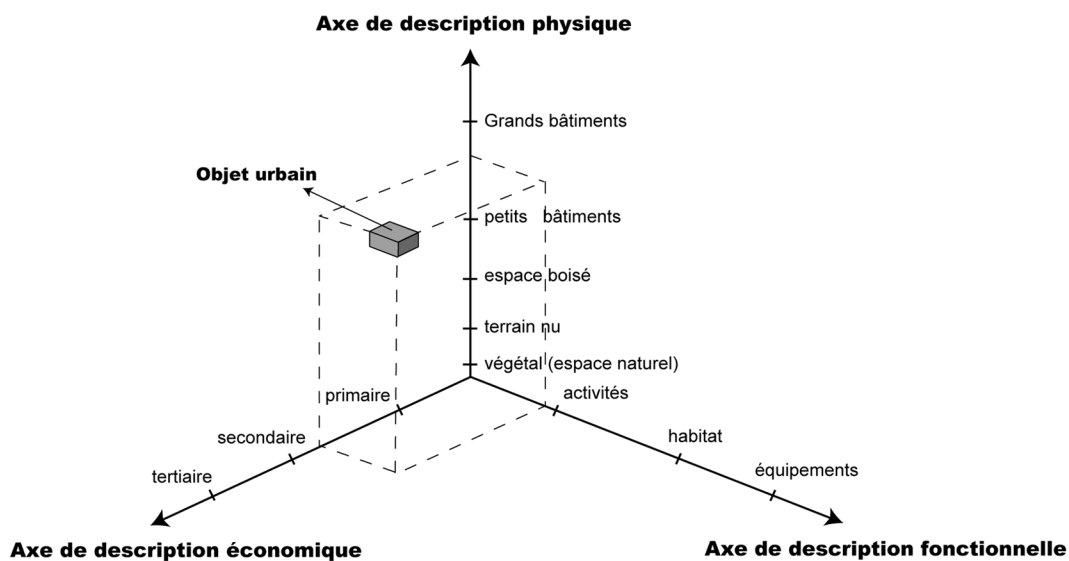 Axe de description physique
Grands bâtiments
Objet urbain
petits bâtiments
espace boisé
terrain nu
végétal (espace naturel)
primaire
activités
secondaire
habitat
tertiaire
équipements
Axe de description économique
Axe de description fonctionnelle